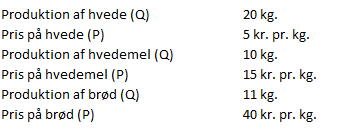 Produktion af hvede (Q) 20 kg.
Pris på hvede (P) 5 kr. pr. kg.
Produktion af hvedemel (Q) 10 kg.
Pris på hvedemel (P) 15 kr. pr. kg.
Produktion af brød (Q) 11 kg.
Pris på brød (P) 40 kr. pr. kg.